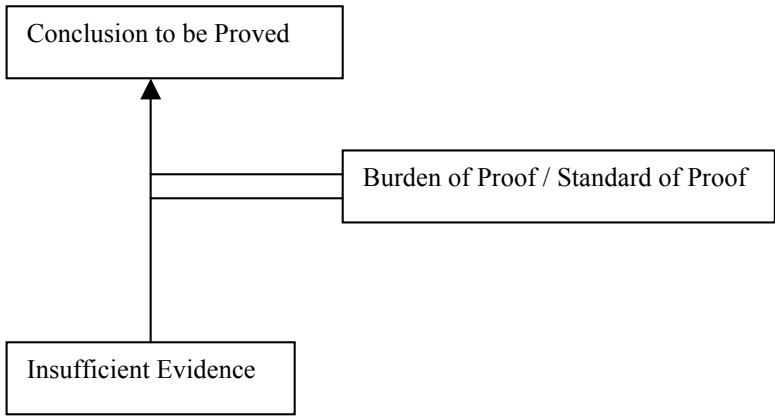 Conclusion to be Proved
Burden of Proof / Standard of Proof
Insufficient Evidence